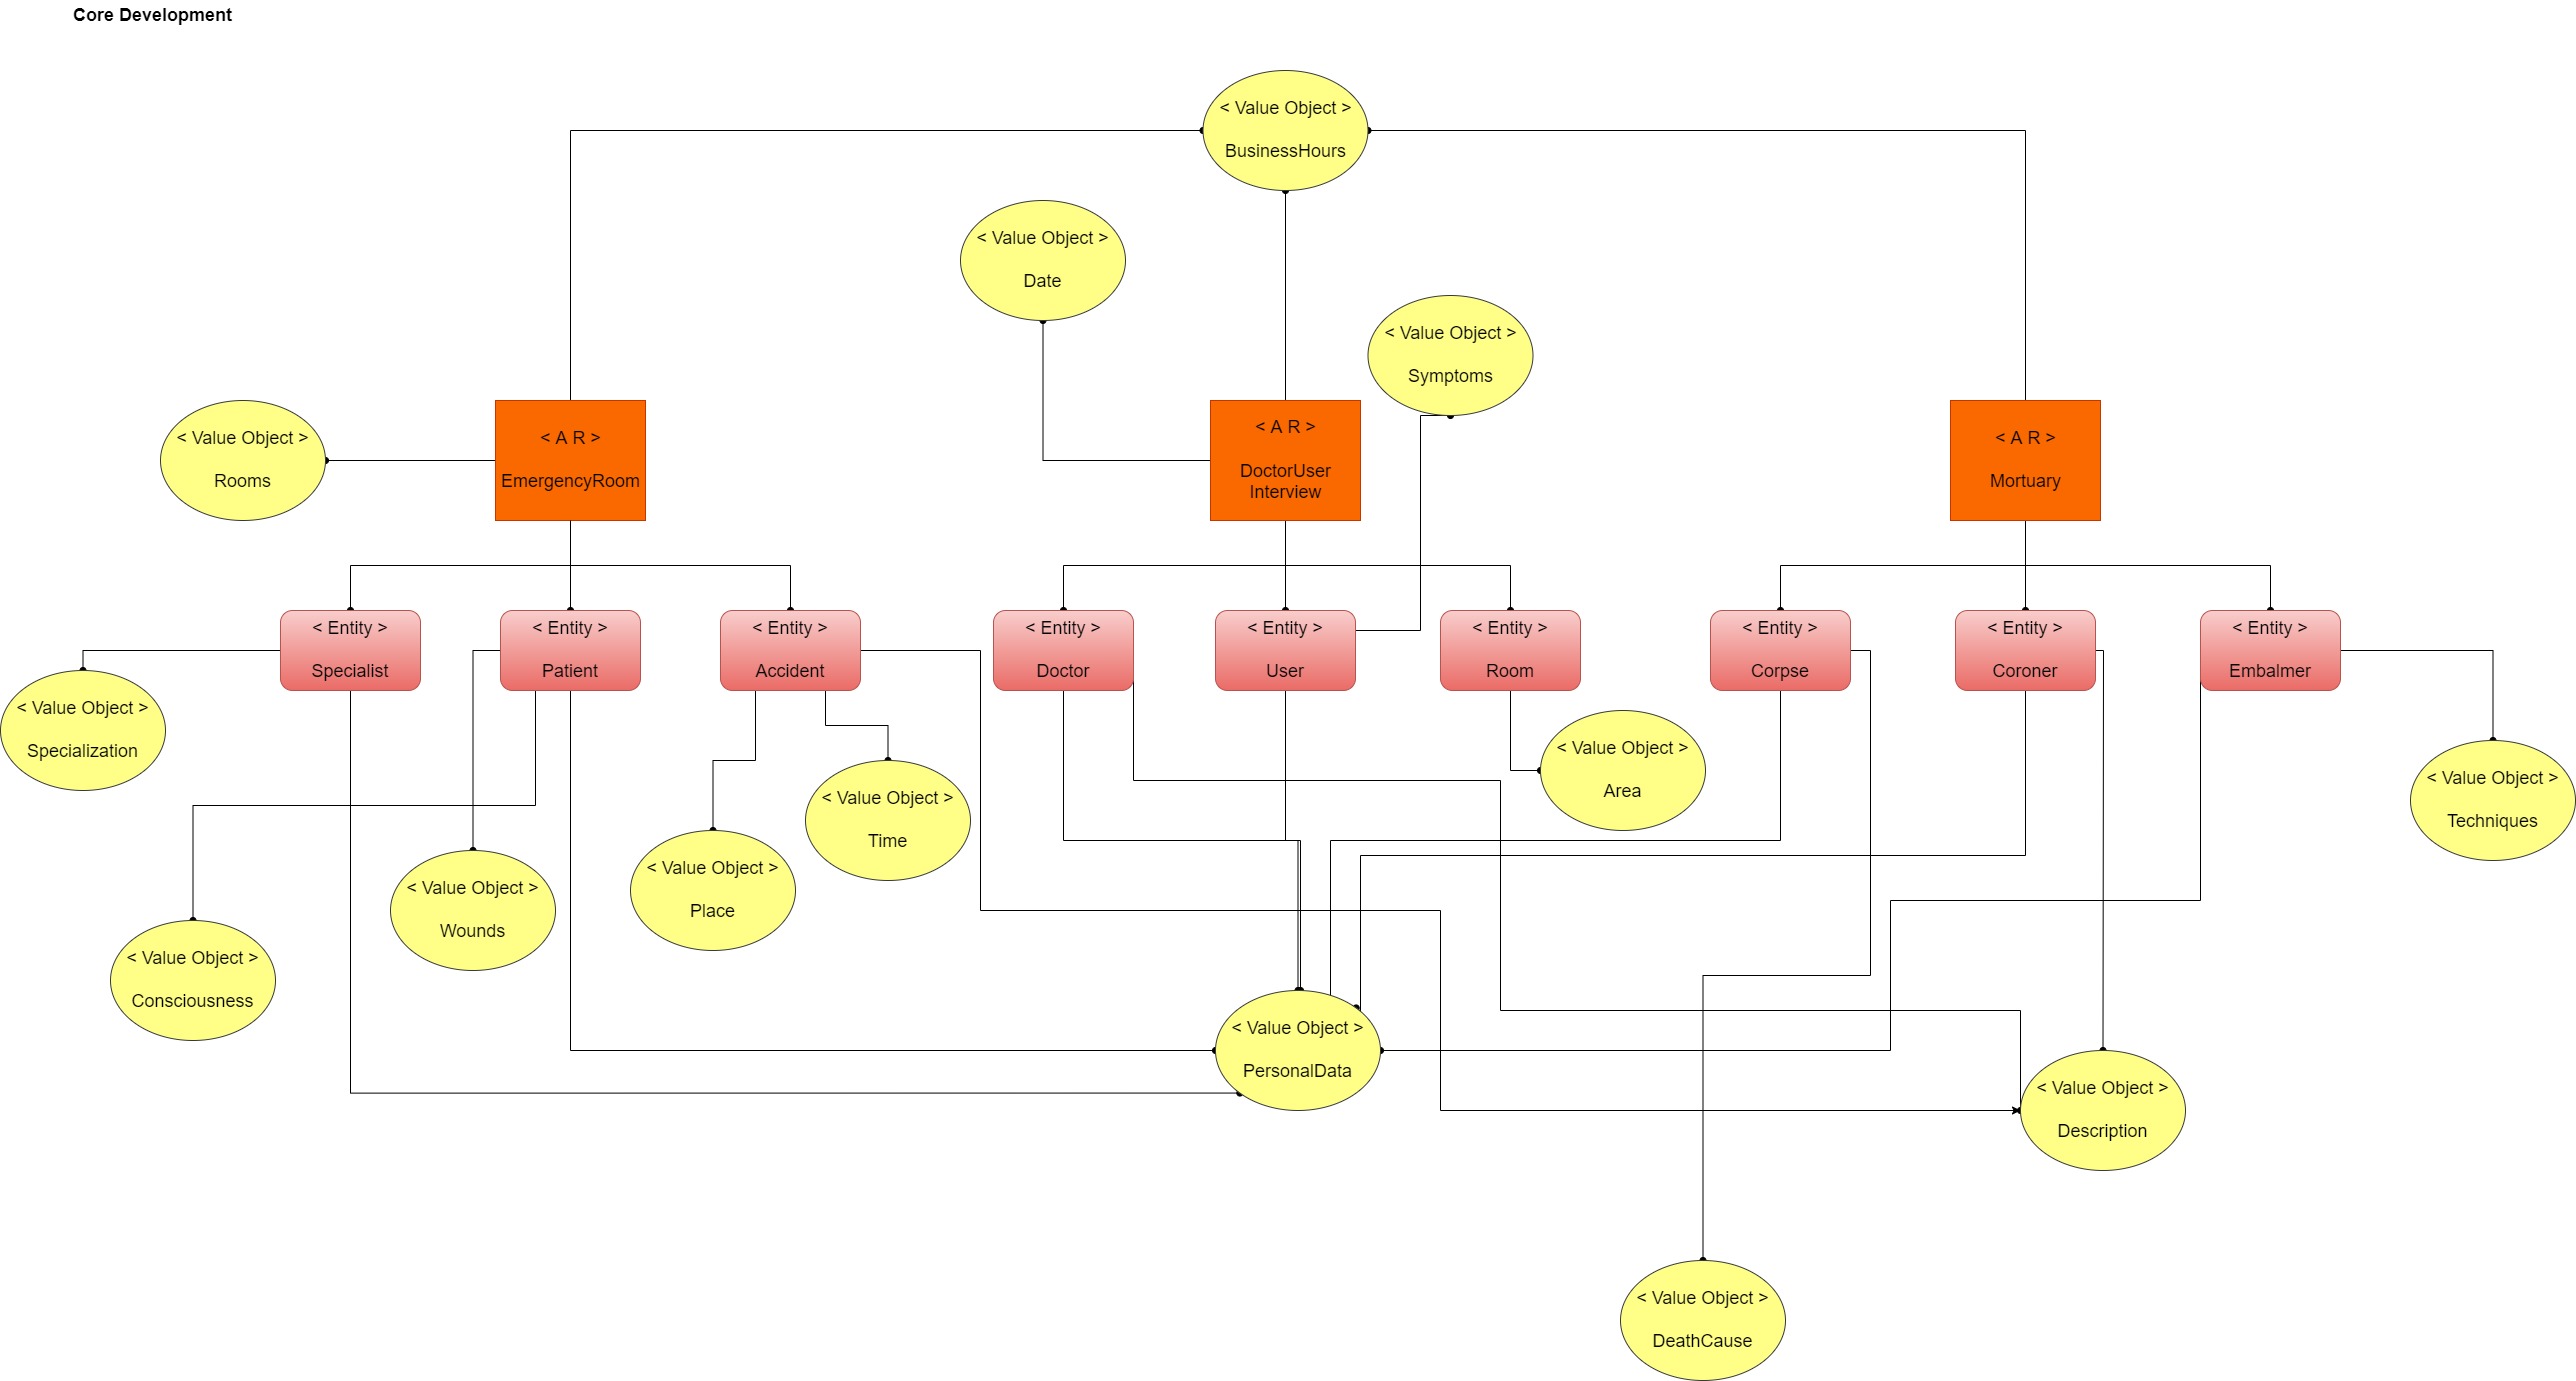 Core Development
< Value Object >
BusinessHours
< Value Object >
Date
< Value Object >
Symptoms
< Value Object >
Rooms
< A R >
EmergencyRoom
< A R >
DoctorUser
Interview
< A R >
Mortuary
< Entity >
Specialist
< Entity >
Patient
< Entity >
Accident
< Entity >
Doctor
< Entity >
User
< Entity >
Room
< Entity >
Corpse
< Entity >
Coroner
< Entity >
Embalmer
< Value Object >
Specialization
< Value Object >
Area
< Value Object >
Techniques
< Value Object >
Time
< Value Object >
Place
< Value Object >
Wounds
< Value Object >
Consciousness
< Value Object >
PersonalData
< Value Object >
Description
< Value Object >
DeathCause